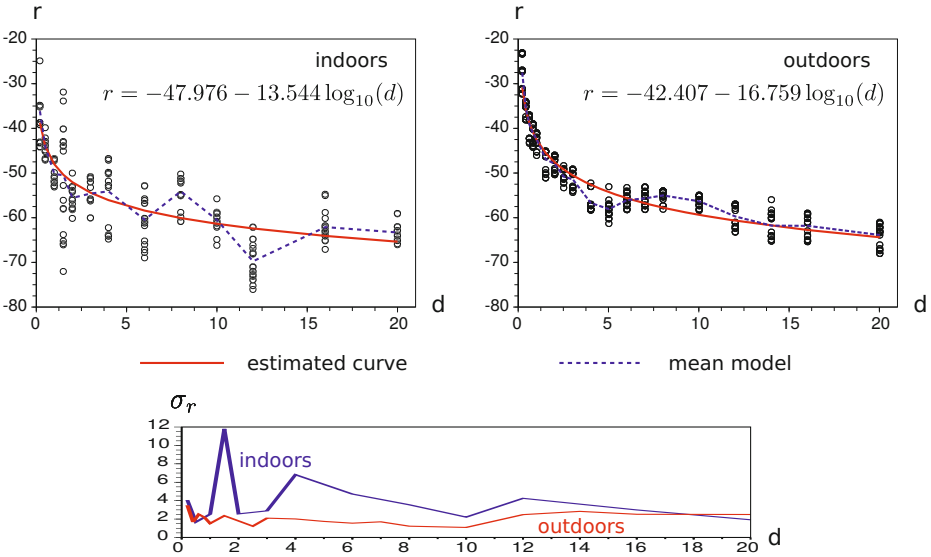 r
-20
-30
-40
-50
-60
-70
-80
0 5 10 15 20
d
indoors
r = −47.976 − 13.544 log₁₀(d)
r
-20
-30
-40
-50
-60
-70
-80
0 5 10 15 20
d
outdoors
r = −42.407 − 16.759 log₁₀(d)
estimated curve
mean model
σᵣ
12
10
8
6
4
2
0
0 2 4 6 8 10 12 14 16 18 20
d
indoors
outdoors